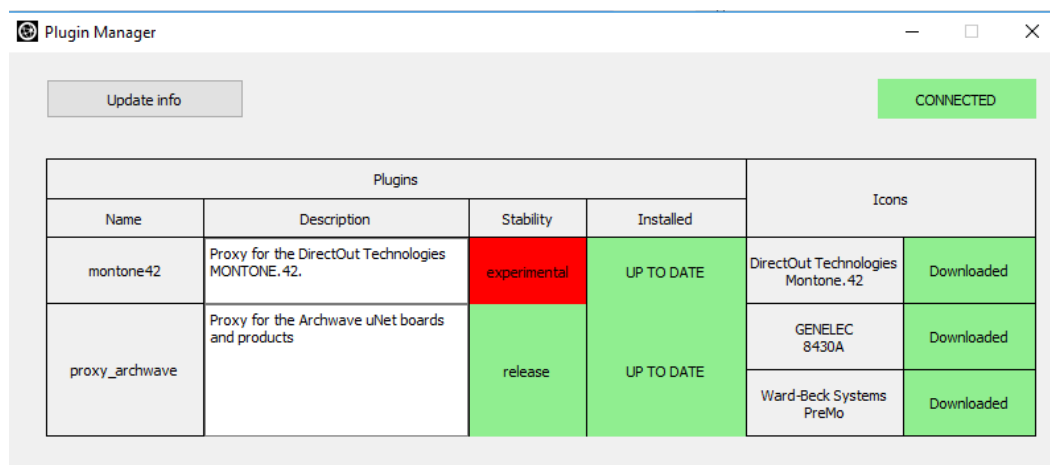 Plugin Manager
Update info
CONNECTED
Plugins
Icons
Name
Description
Stability
Installed
montone42
Proxy for the DirectOut Technologies
MONTONE.42.
experimental
UP TO DATE
DirectOut Technologies
Montone.42
Downloaded
proxy_archwave
Proxy for the Archwave uNet boards
and products
release
UP TO DATE
GENELEC
8430A
Downloaded
Ward-Beck Systems
PreMo
Downloaded